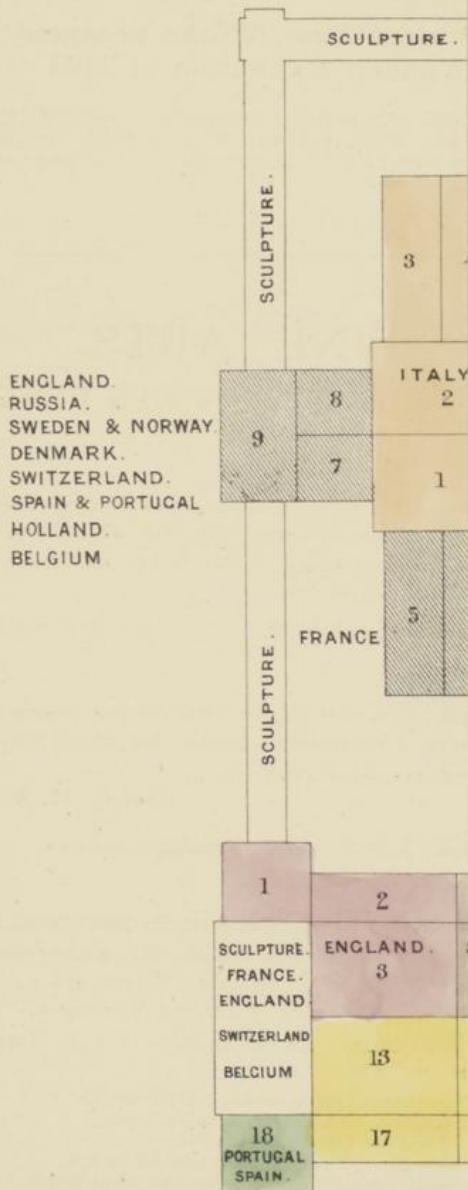 SCULPTURE.
SCULPTURE.
3
ITALY
2
8
9
7
1
ENGLAND.
RUSSIA.
SWEDEN & NORWAY
DENMARK.
SWITZERLAND.
SPAIN & PORTUGAL
HOLLAND.
BELGIUM
5
FRANCE
SCULPTURE.
1
2
SCULPTURE.
FRANCE.
ENGLAND
SWITZERLAND
BELGIUM
ENGLAND.
3
13
18
PORTUGAL
SPAIN.
17